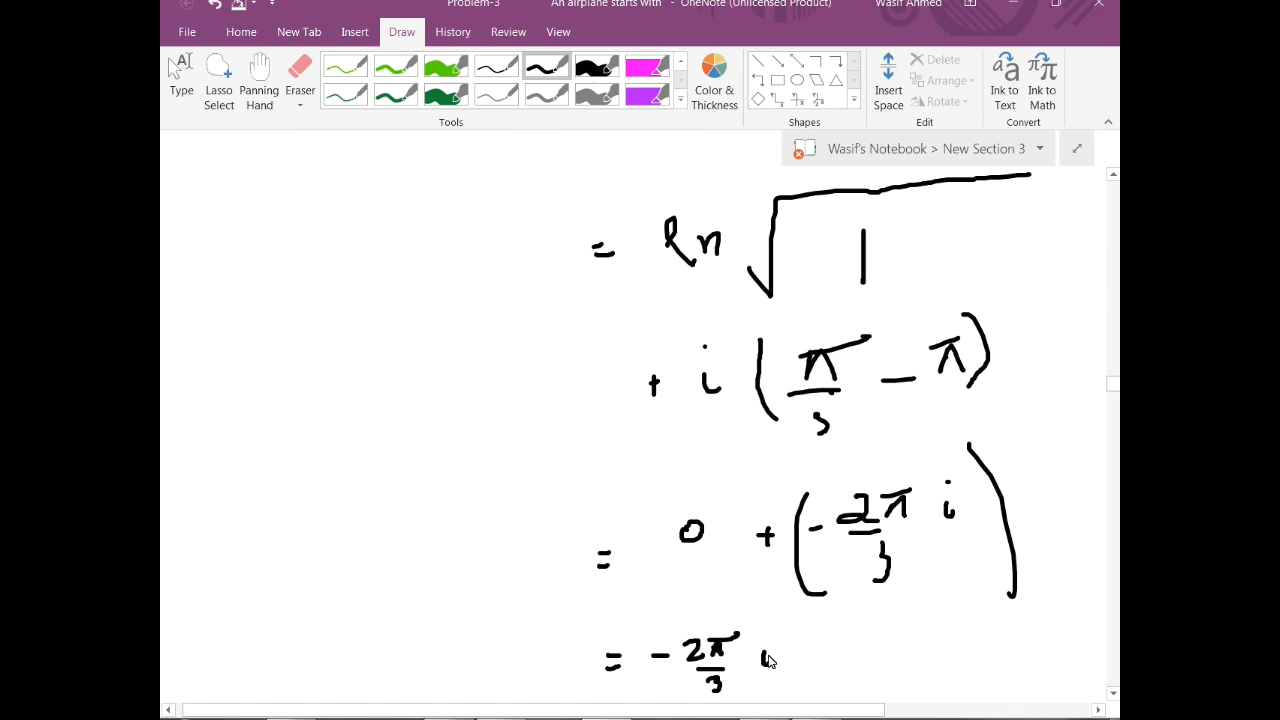 Problem-3 An airplane starts with - OneNote (Unlicensed Product) Wasif Ahmed
File Home New Tab Insert Draw History Review View
Type Lasso Select Panning Hand Eraser Color & Thickness Insert Space Delete Arrange Rotate Ink to Text Ink to Math
Tools Shapes Edit Convert
Wasif's Notebook > New Section 3
= ln √1
+ i (π/3 - π)
= 0 + (- 2π/3 i)
= - 2π/3 i